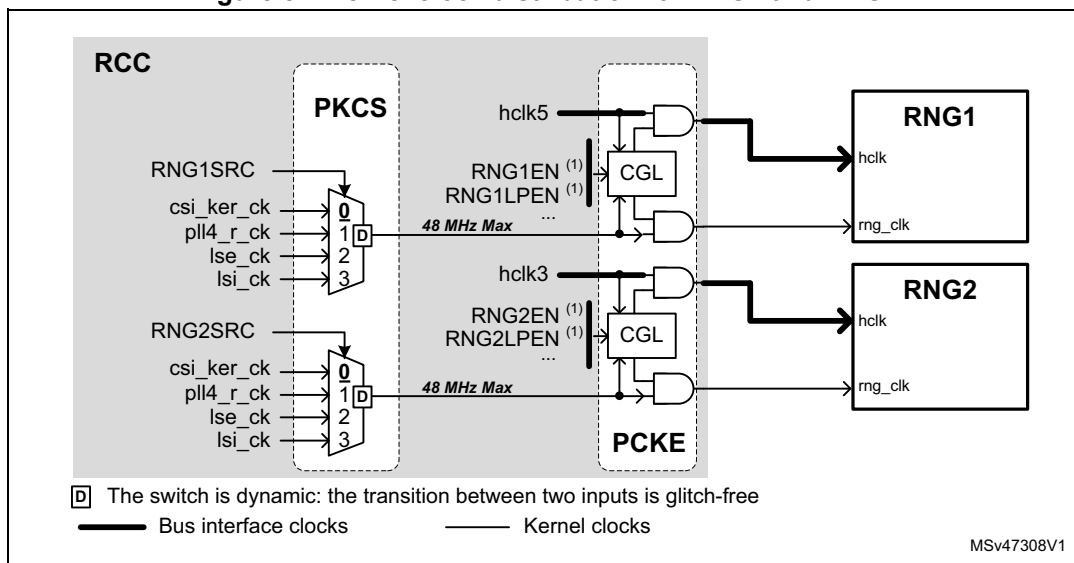 RCC
PKCS
RNG1SRC
csi_ker_ck
pll4_r_ck
lse_ck
lsi_ck
0
1
2
3
D
48 MHz Max
hclk5
RNG1EN (1)
RNG1LPEN (1)
...
CGL
RNG1
hclk
rng_clk
RNG2SRC
csi_ker_ck
pll4_r_ck
lse_ck
lsi_ck
0
1
2
3
D
48 MHz Max
hclk3
RNG2EN (1)
RNG2LPEN (1)
...
CGL
PCKE
RNG2
hclk
rng_clk
D The switch is dynamic: the transition between two inputs is glitch-free
Bus interface clocks
Kernel clocks
MSv47308V1